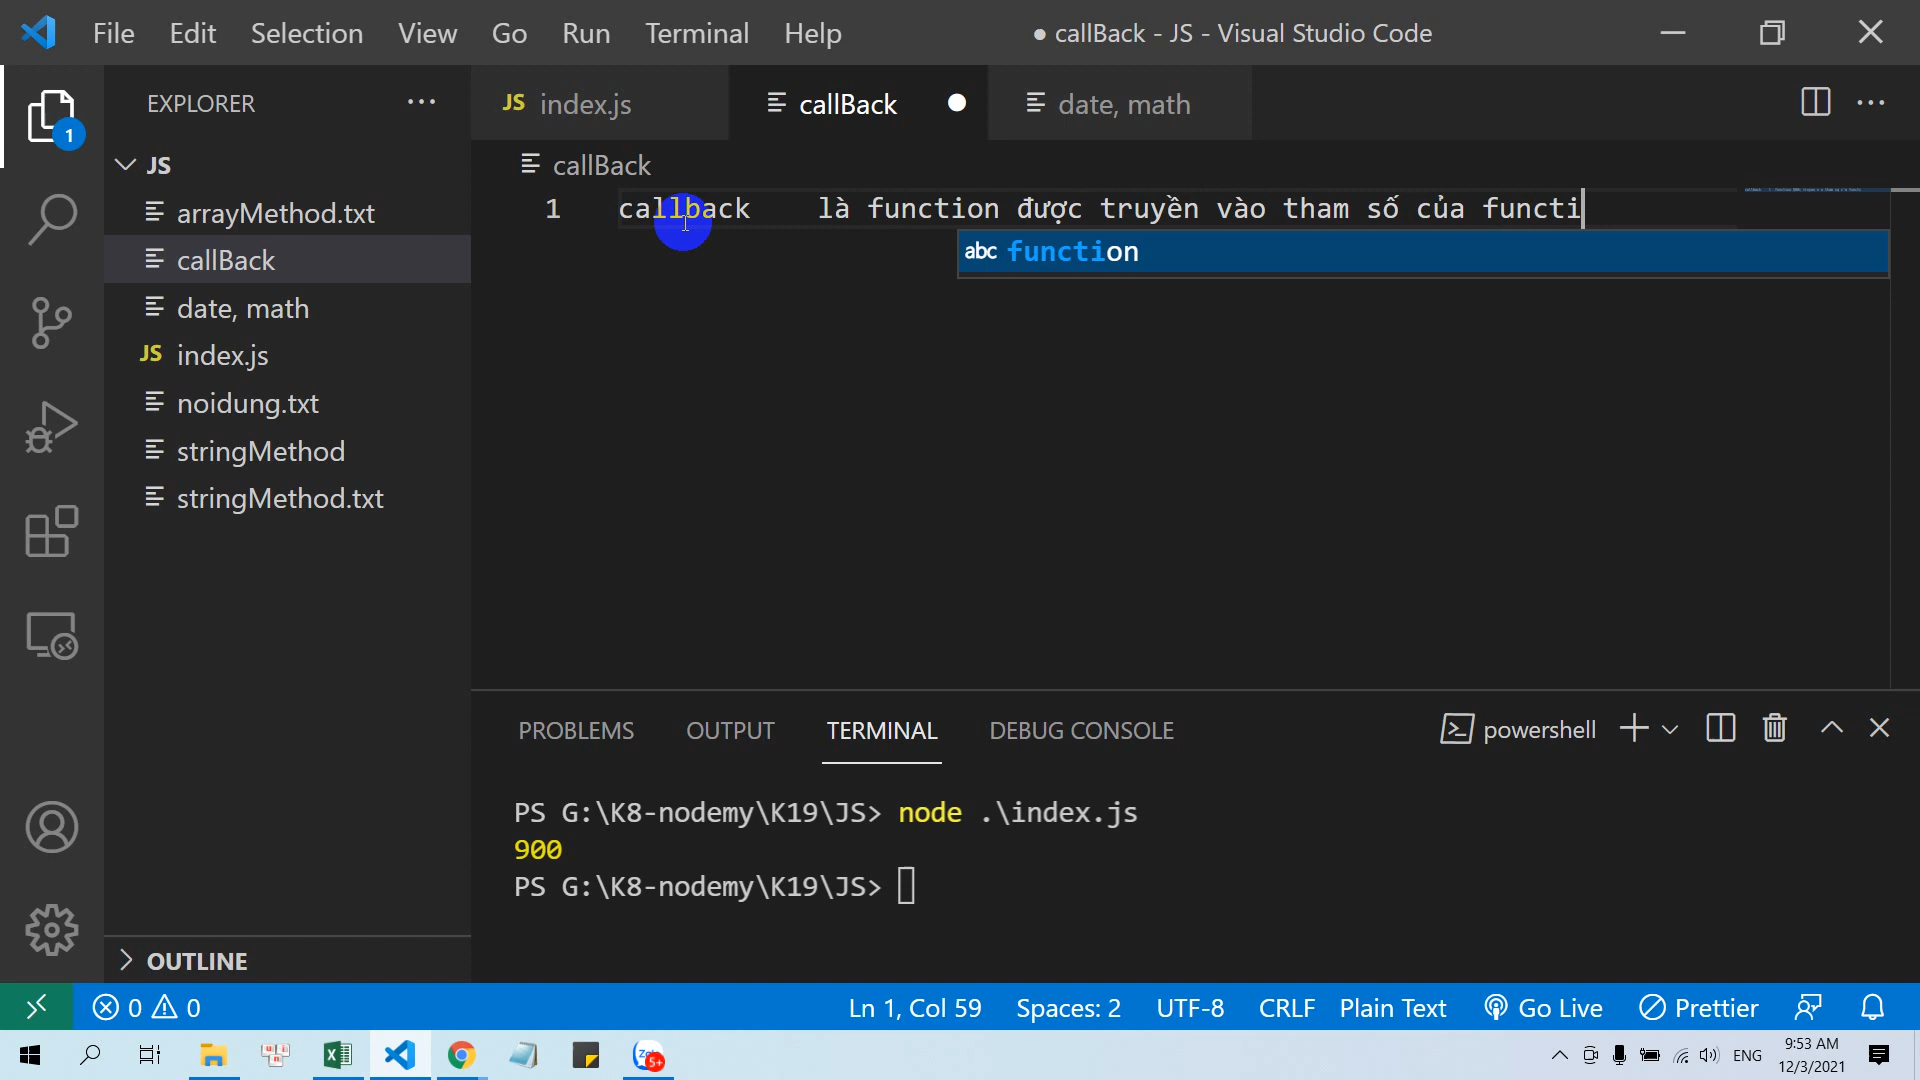 File Edit Selection View Go Run Terminal Help
● callBack - JS - Visual Studio Code
EXPLORER
JS index.js
callBack
date, math
1
JS
arrayMethod.txt
callBack
date, math
JS index.js
noidung.txt
stringMethod
stringMethod.txt
OUTLINE
callBack
1 callback là function được truyền vào tham số của functi
abc function
PROBLEMS OUTPUT TERMINAL DEBUG CONSOLE
powershell
PS G:\K8-nodemy\K19\JS> node .\index.js
900
PS G:\K8-nodemy\K19\JS>
0 0
Ln 1, Col 59 Spaces: 2 UTF-8 CRLF Plain Text Go Live Prettier
5+
ENG
9:53 AM
12/3/2021